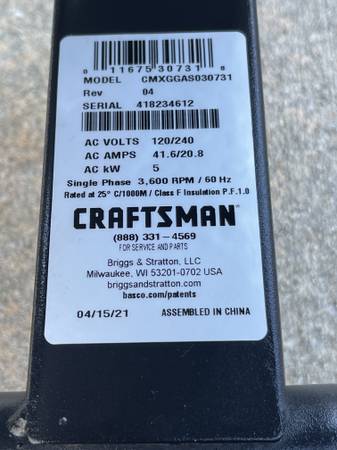 0 11675 30731 8
MODEL CMXGGAS030731
Rev 04
SERIAL 418234612
AC VOLTS 120/240
AC AMPS 41.6/20.8
AC kW 5
Single Phase 3,600 RPM / 60 Hz
Rated at 25° C/1000M / Class F Insulation P.F.1.0
CRAFTSMAN®
(888) 331-4569
FOR SERVICE AND PARTS
Briggs & Stratton, LLC
Milwaukee, WI 53201-0702 USA
briggsandstratton.com
basco.com/patents
04/15/21 ASSEMBLED IN CHINA